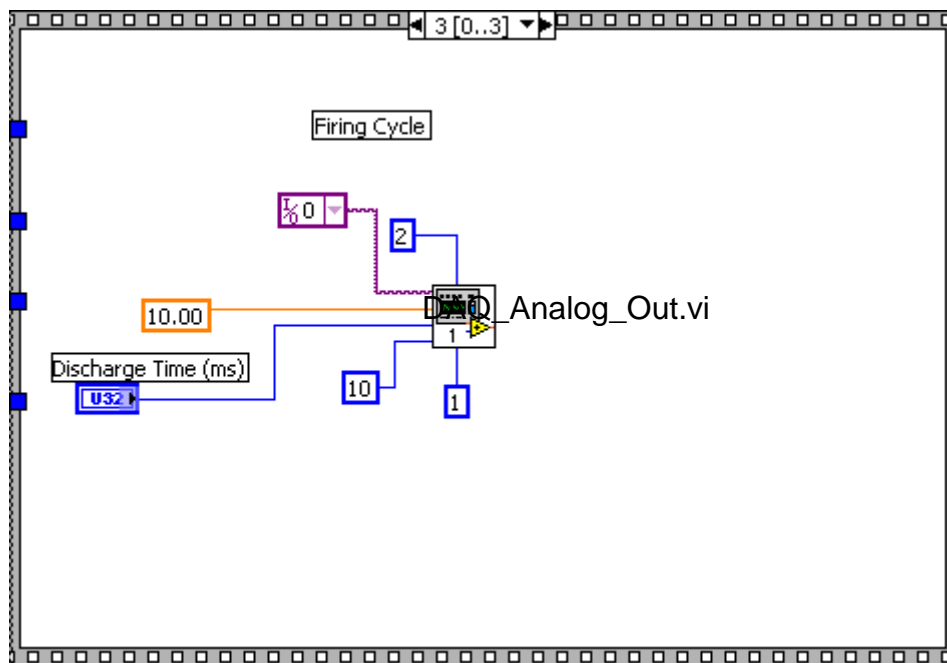 3 [0..3]
Firing Cycle
I/O 0
2
10.00
DAQ_Analog_Out.vi
1
Discharge Time (ms)
U32
10
1